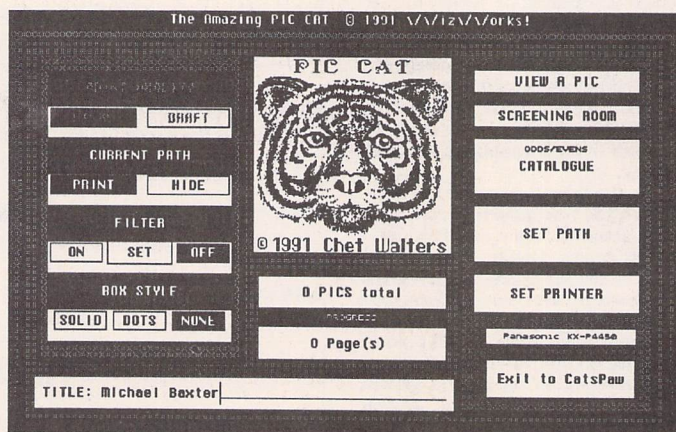 The Amazing PIC CAT © 1991 \/\/iz\/\/orks!
DRAFT
CURRENT PATH
PRINT HIDE
FILTER
ON SET OFF
BOX STYLE
SOLID DOTS NONE
PIC CAT
© 1991 Chet Walters
0 PICS total
PROGRESS
0 Page(s)
VIEW A PIC
SCREENING ROOM
ODDS/EVENS
CATALOGUE
SET PATH
SET PRINTER
Panasonic KX-P4450
Exit to CatsPaw
TITLE: Michael Baxter